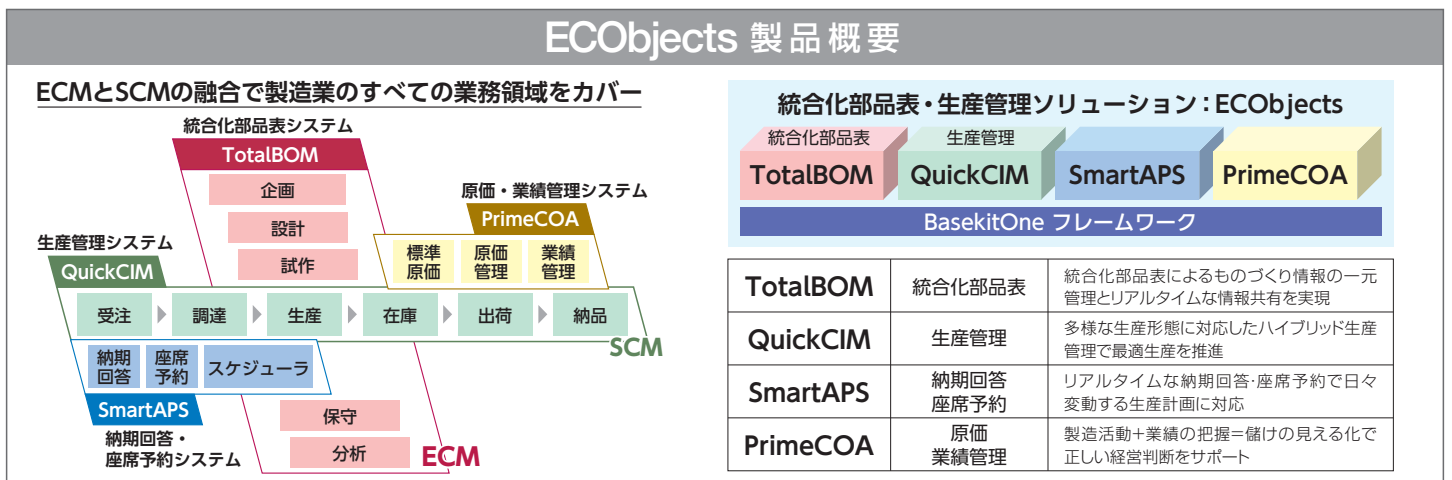 ECObjects 製品概要
ECMとSCMの融合で製造業のすべての業務領域をカバー
統合化部品表システム
TotalBOM
企画
設計
試作
原価・業績管理システム
PrimeCOA
標準
原価
原価
管理
業績
管理
生産管理システム
QuickCIM
受注
調達
生産
在庫
出荷
納品
SCM
納期
回答
座席
予約
スケジューラ
SmartAPS
納期回答・
座席予約システム
保守
分析
ECM
統合化部品表・生産管理ソリューション：ECObjects
統合化部品表
TotalBOM
生産管理
QuickCIM
SmartAPS
PrimeCOA
BasekitOne フレームワーク
TotalBOM
統合化部品表
統合化部品表によるものづくり情報の一元
管理とリアルタイムな情報共有を実現
QuickCIM
生産管理
多様な生産形態に対応したハイブリッド生産
管理で最適生産を推進
SmartAPS
納期回答
座席予約
リアルタイムな納期回答・座席予約で日々
変動する生産計画に対応
PrimeCOA
原価
業績管理
製造活動＋業績の把握＝儲けの見える化で
正しい経営判断をサポート